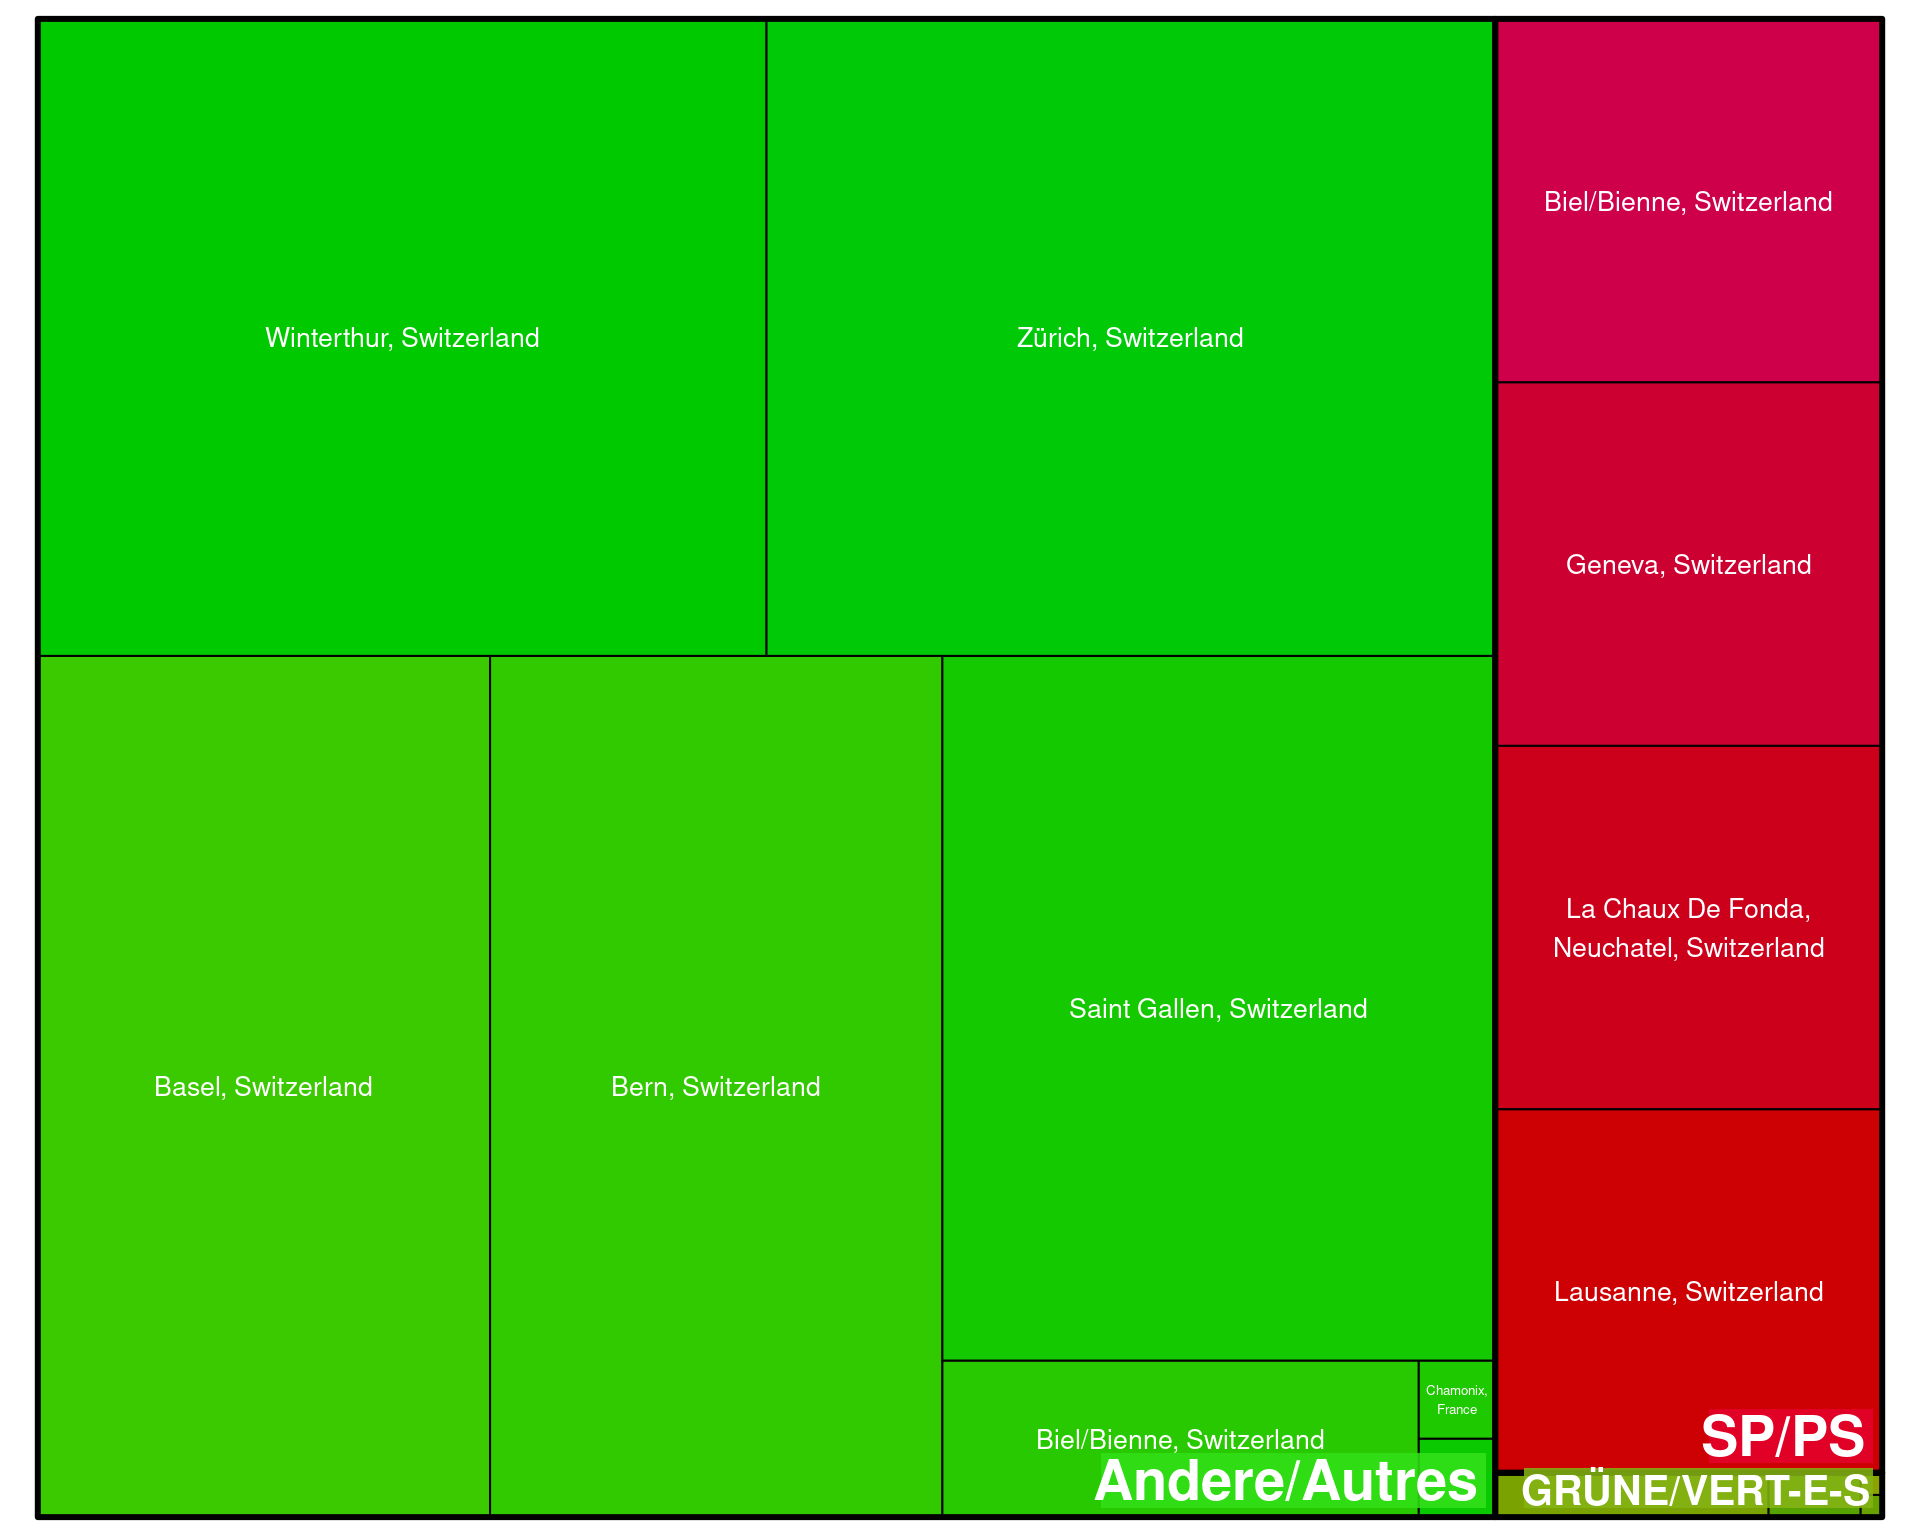 Winterthur, Switzerland
Zürich, Switzerland
Basel, Switzerland
Bern, Switzerland
Saint Gallen, Switzerland
Biel/Bienne, Switzerland
Chamonix,
France
Andere/Autres
Biel/Bienne, Switzerland
Geneva, Switzerland
La Chaux De Fonda,
Neuchatel, Switzerland
Lausanne, Switzerland
SP/PS
GRÜNE/VERT-E-S